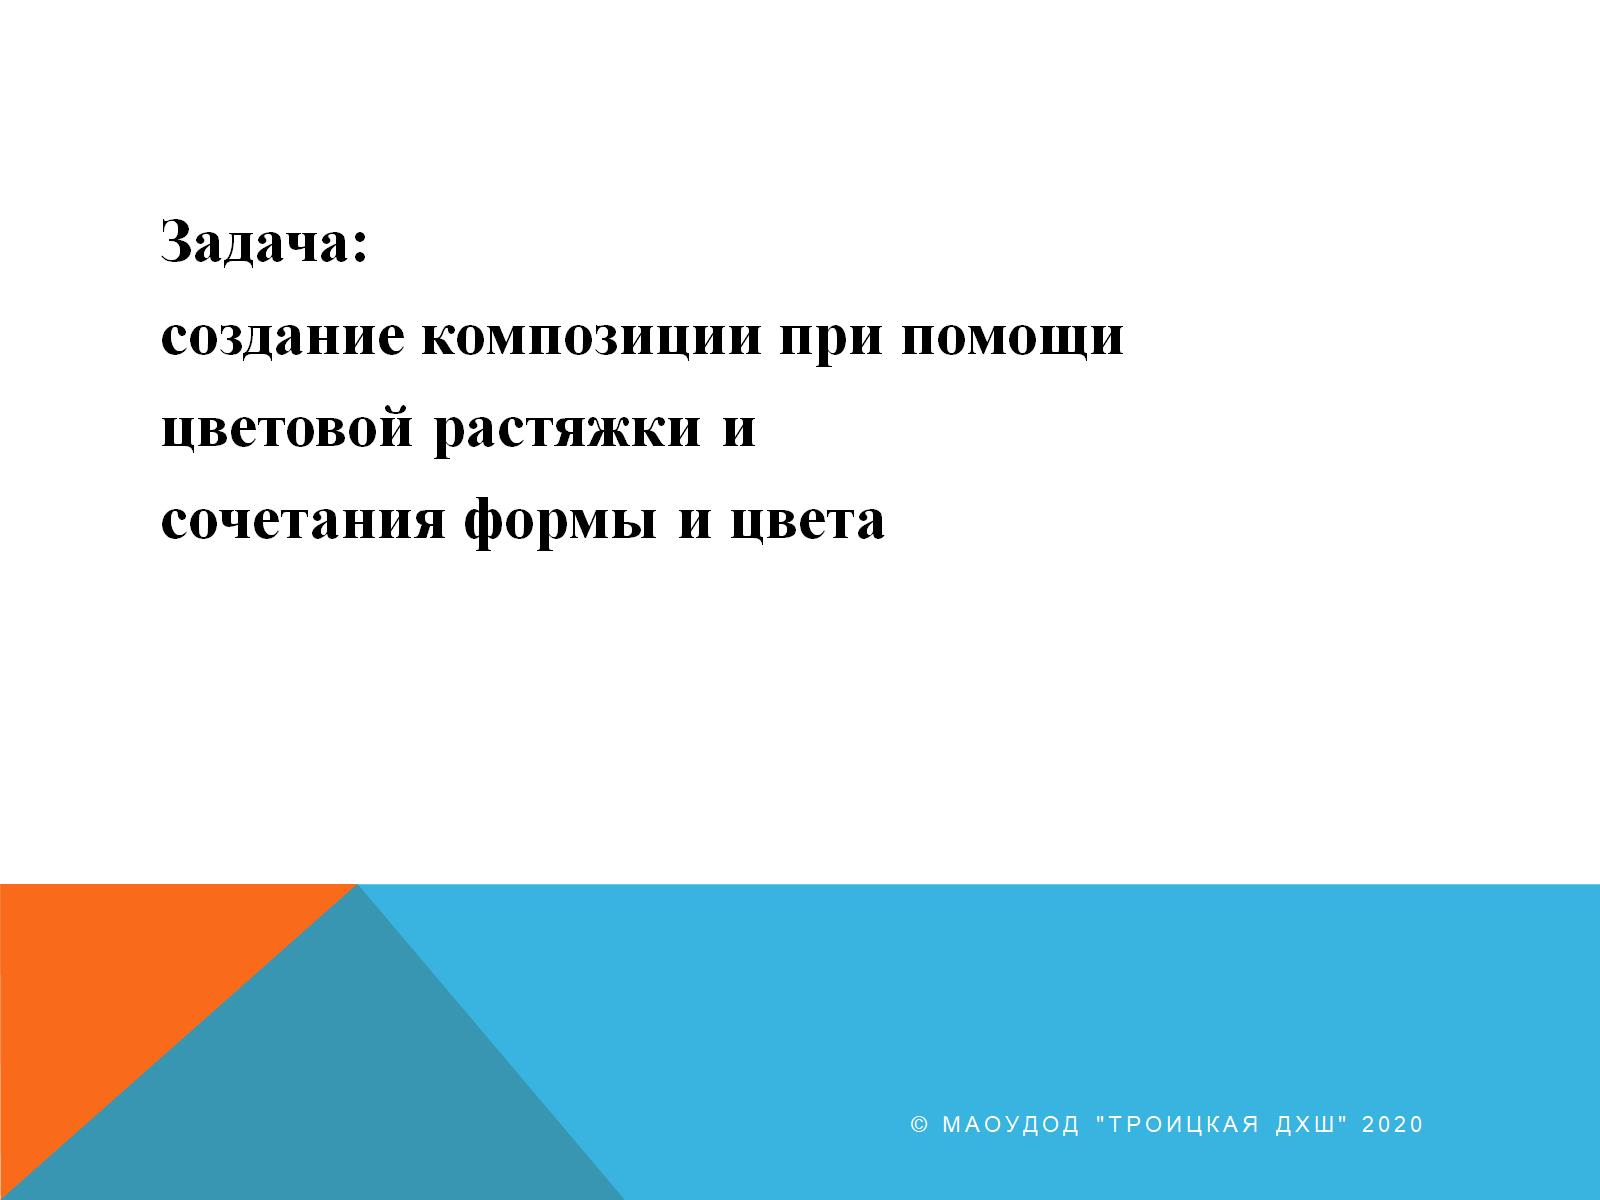 Задача:
создание композиции при помощи
цветовой растяжки и
сочетания формы и цвета
© МАОУДОД "ТРОИЦКАЯ ДХШ" 2020